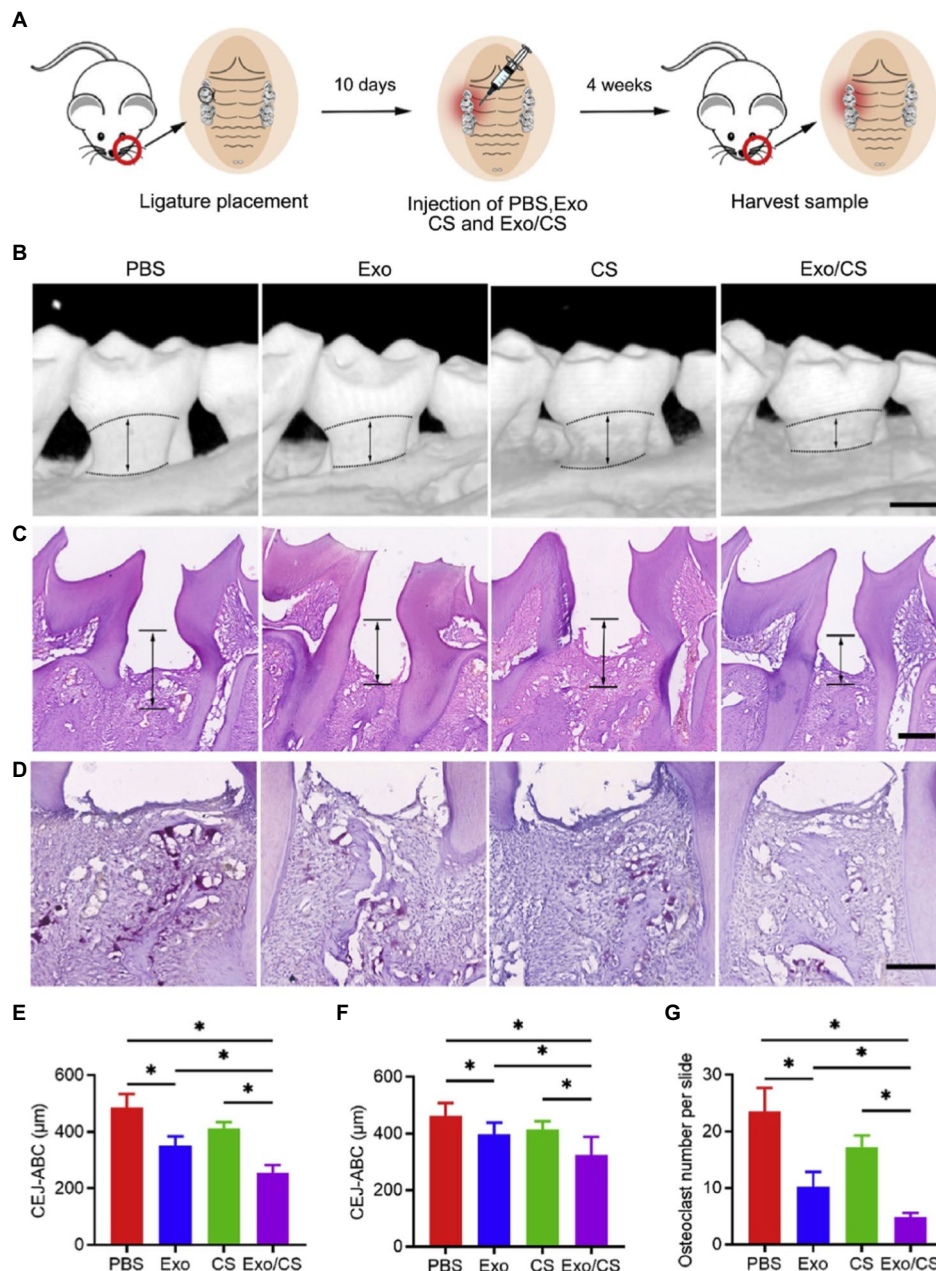 A
10 days
4 weeks
Ligature placement
Injection of PBS,Exo
CS and Exo/CS
Harvest sample
B
PBS Exo CS Exo/CS
C
D
E F G
* * *
* * *
* * *
* * *
CEJ-ABC (μm)
600
400
200
0
PBS Exo CS Exo/CS
CEJ-ABC (μm)
600
400
200
0
PBS Exo CS Exo/CS
Osteoclast number per slide
30
20
10
0
PBS Exo CS Exo/CS